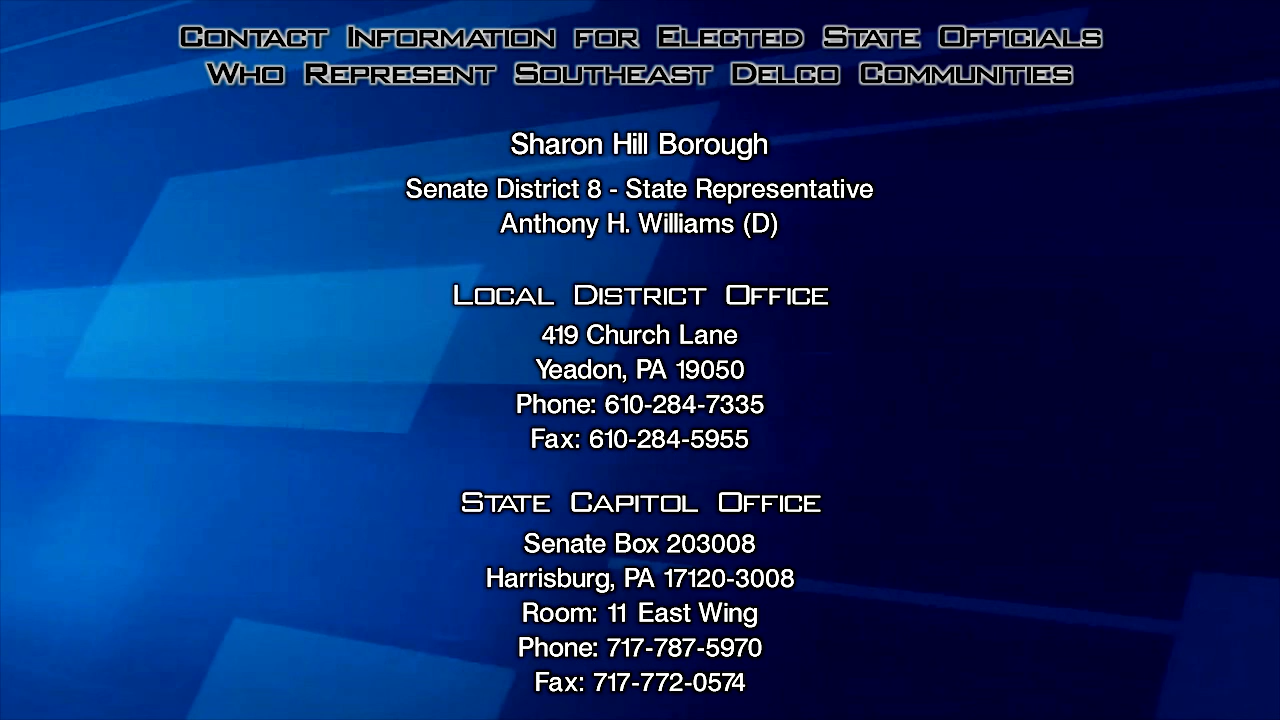 Contact Information for Elected State Officials
Who Represent Southeast Delco Communities
Sharon Hill Borough
Senate District 8 - State Representative
Anthony H. Williams (D)
Local District Office
419 Church Lane
Yeadon, PA 19050
Phone: 610-284-7335
Fax: 610-284-5955
State Capitol Office
Senate Box 203008
Harrisburg, PA 17120-3008
Room: 11 East Wing
Phone: 717-787-5970
Fax: 717-772-0574